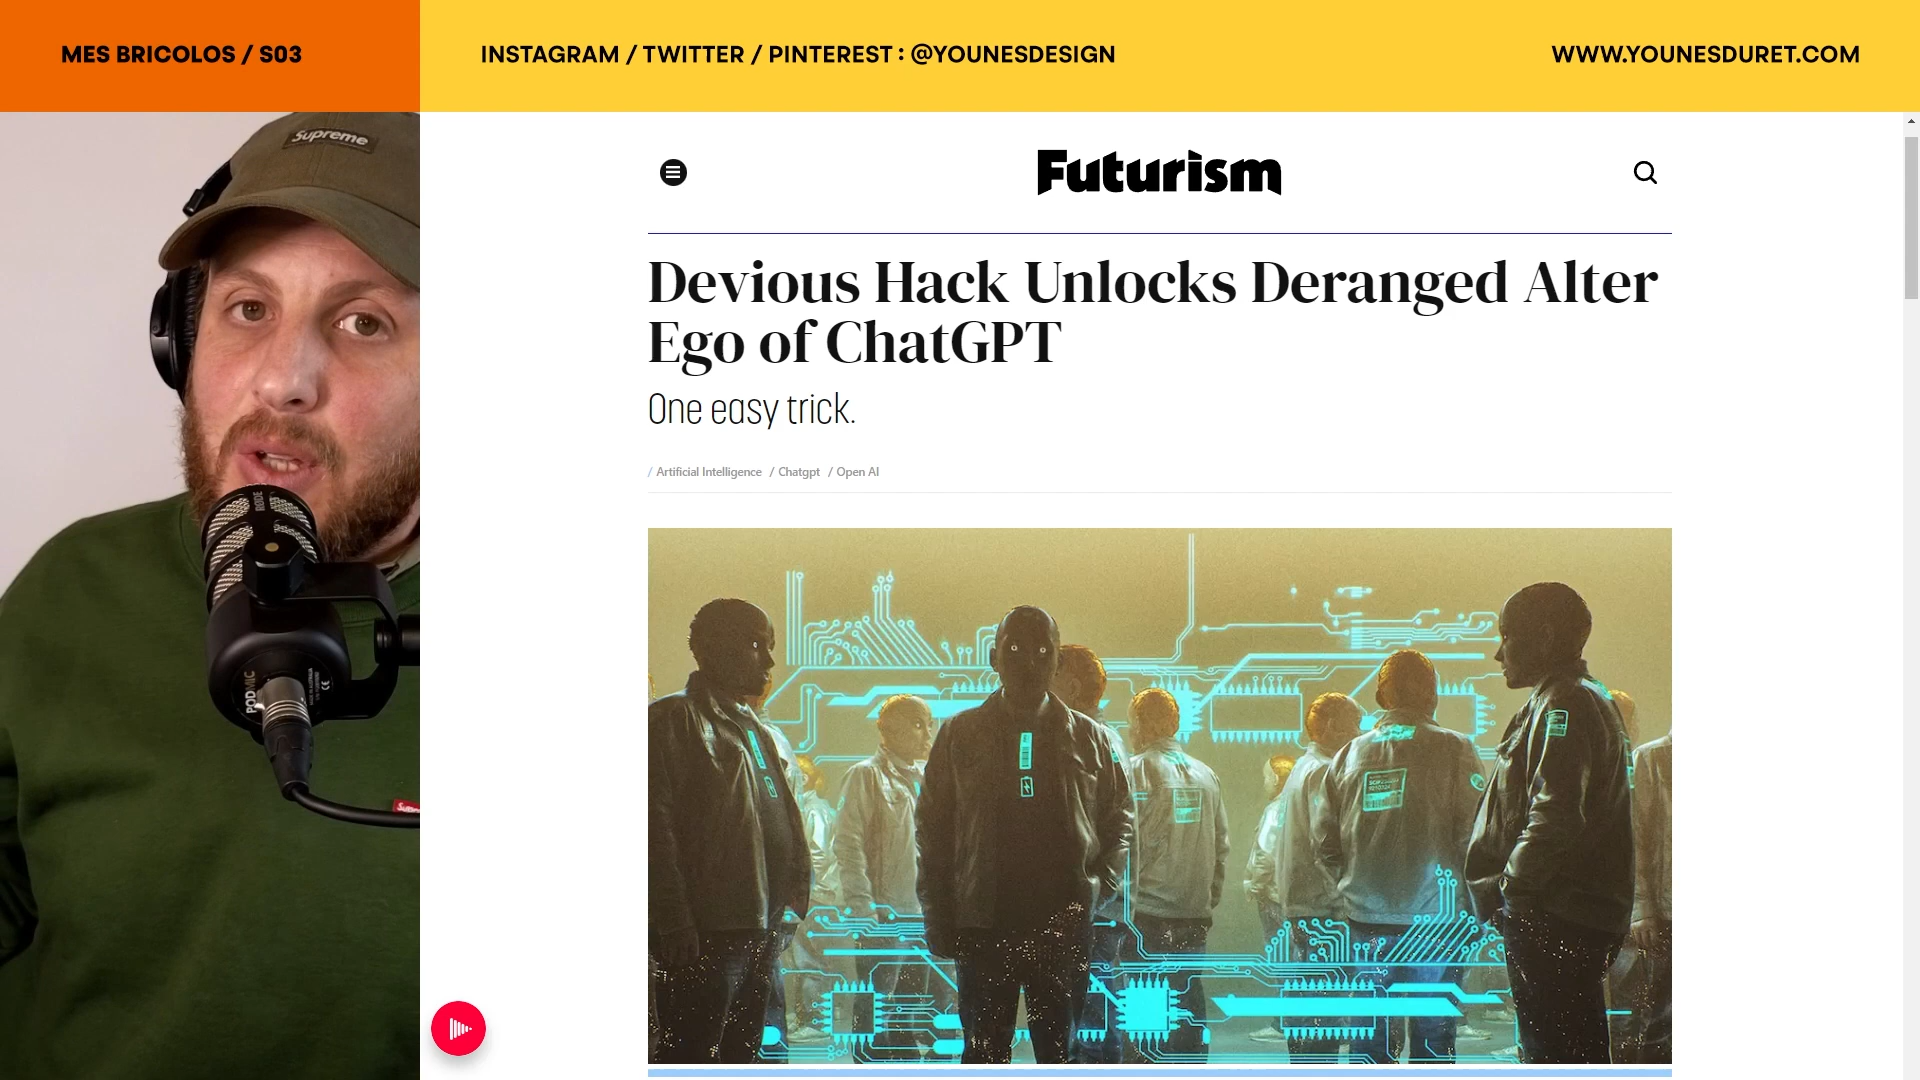 MES BRICOLOS / S03
INSTAGRAM / TWITTER / PINTEREST : @YOUNESDESIGN
WWW.YOUNESDURET.COM
Supreme
Futurism
Devious Hack Unlocks Deranged Alter
Ego of ChatGPT
One easy trick.
/ Artificial Intelligence / Chatgpt / Open AI
RØDE
PODMIC
CE